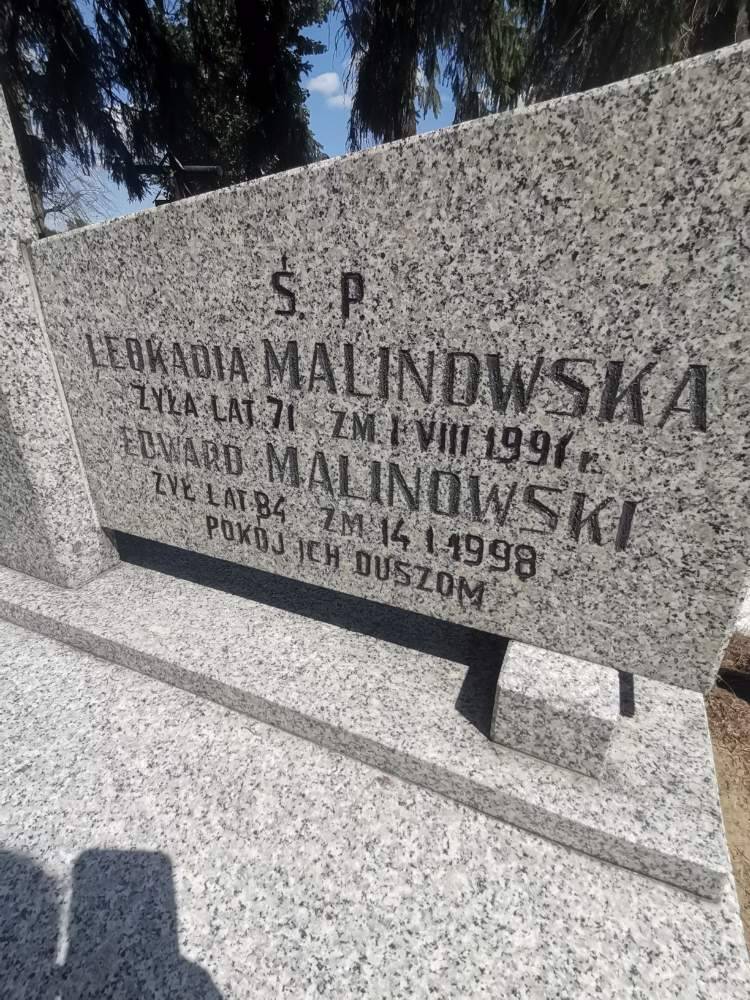 Ś. P
LEOKADIA MALINOWSKA
ŻYŁA LAT 71 ZM. 1 VIII 1991 r.
EDWARD MALINOWSKI
ŻYŁ LAT 84 ZM 14 I 1998
POKÓJ ICH DUSZOM